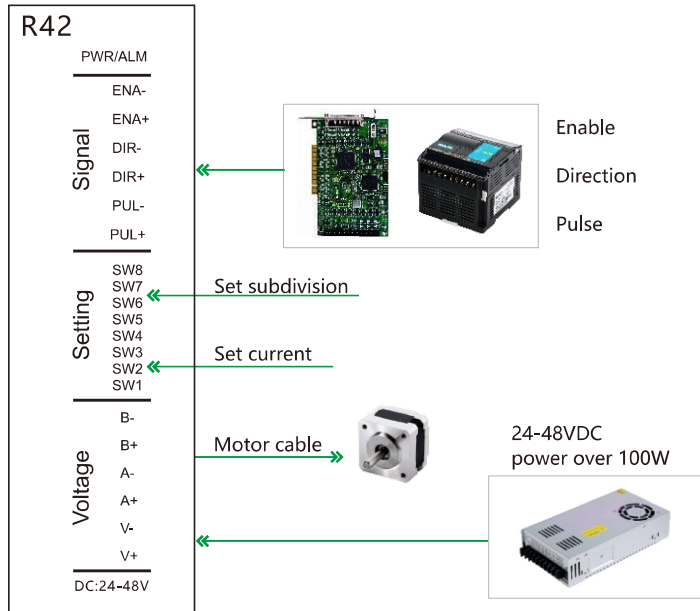 R42
PWR/ALM
Signal
ENA-
ENA+
DIR-
DIR+
PUL-
PUL+
Enable
Direction
Pulse
Setting
SW8
SW7
SW6
SW5
SW4
SW3
SW2
SW1
Set subdivision
Set current
Voltage
B-
B+
A-
A+
V-
V+
Motor cable
24-48VDC
power over 100W
DC:24-48V